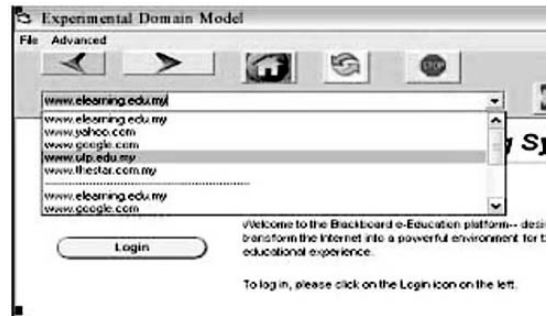 Experimental Domain Model
File Advanced
STOP
www.elearning.edu.my
www.elearning.edu.my
www.yahoo.com
www.google.com
www.utp.edu.my
www.thestar.com.my
www.elearning.edu.my
www.google.com
g Sy
Welcome to the Blackboard e-Education platform-- desi
transform the Internet into a powerful environment for t
educational experience.
Login
To log in, please click on the Login icon on the left.